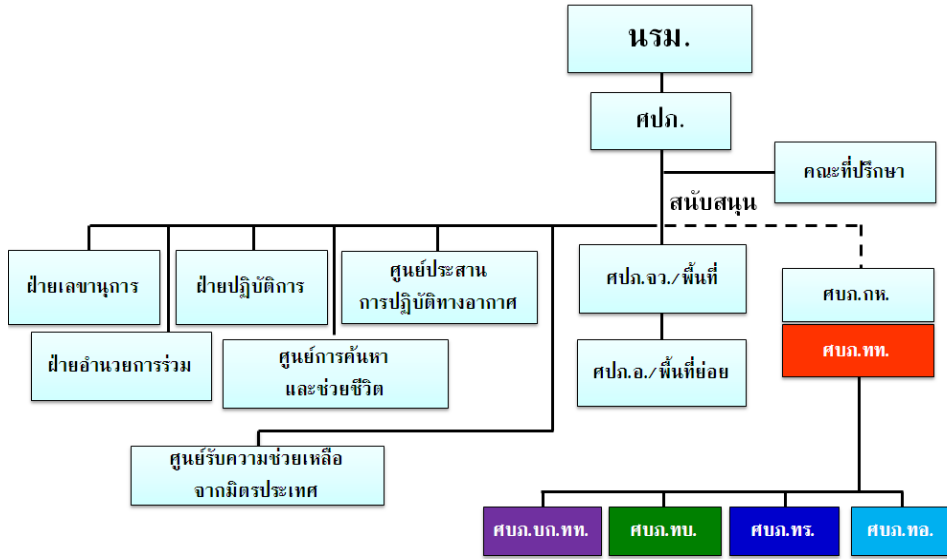 นรม.
ศปภ.
คณะที่ปรึกษา
สนับสนุน
ฝ่ายเลขานุการ
ฝ่ายปฏิบัติการ
ศูนย์ประสาน
การปฏิบัติทางอากาศ
ศปภ.จว./พื้นที่
ศบภ.กห.
ฝ่ายอำนวยการร่วม
ศูนย์การค้นหา
และช่วยชีวิต
ศปภ.อ./พื้นที่ย่อย
ศบภ.ทท.
ศูนย์รับความช่วยเหลือ
จากมิตรประเทศ
ศบภ.บก.ทท.
ศบภ.ทบ.
ศบภ.ทร.
ศบภ.ทอ.